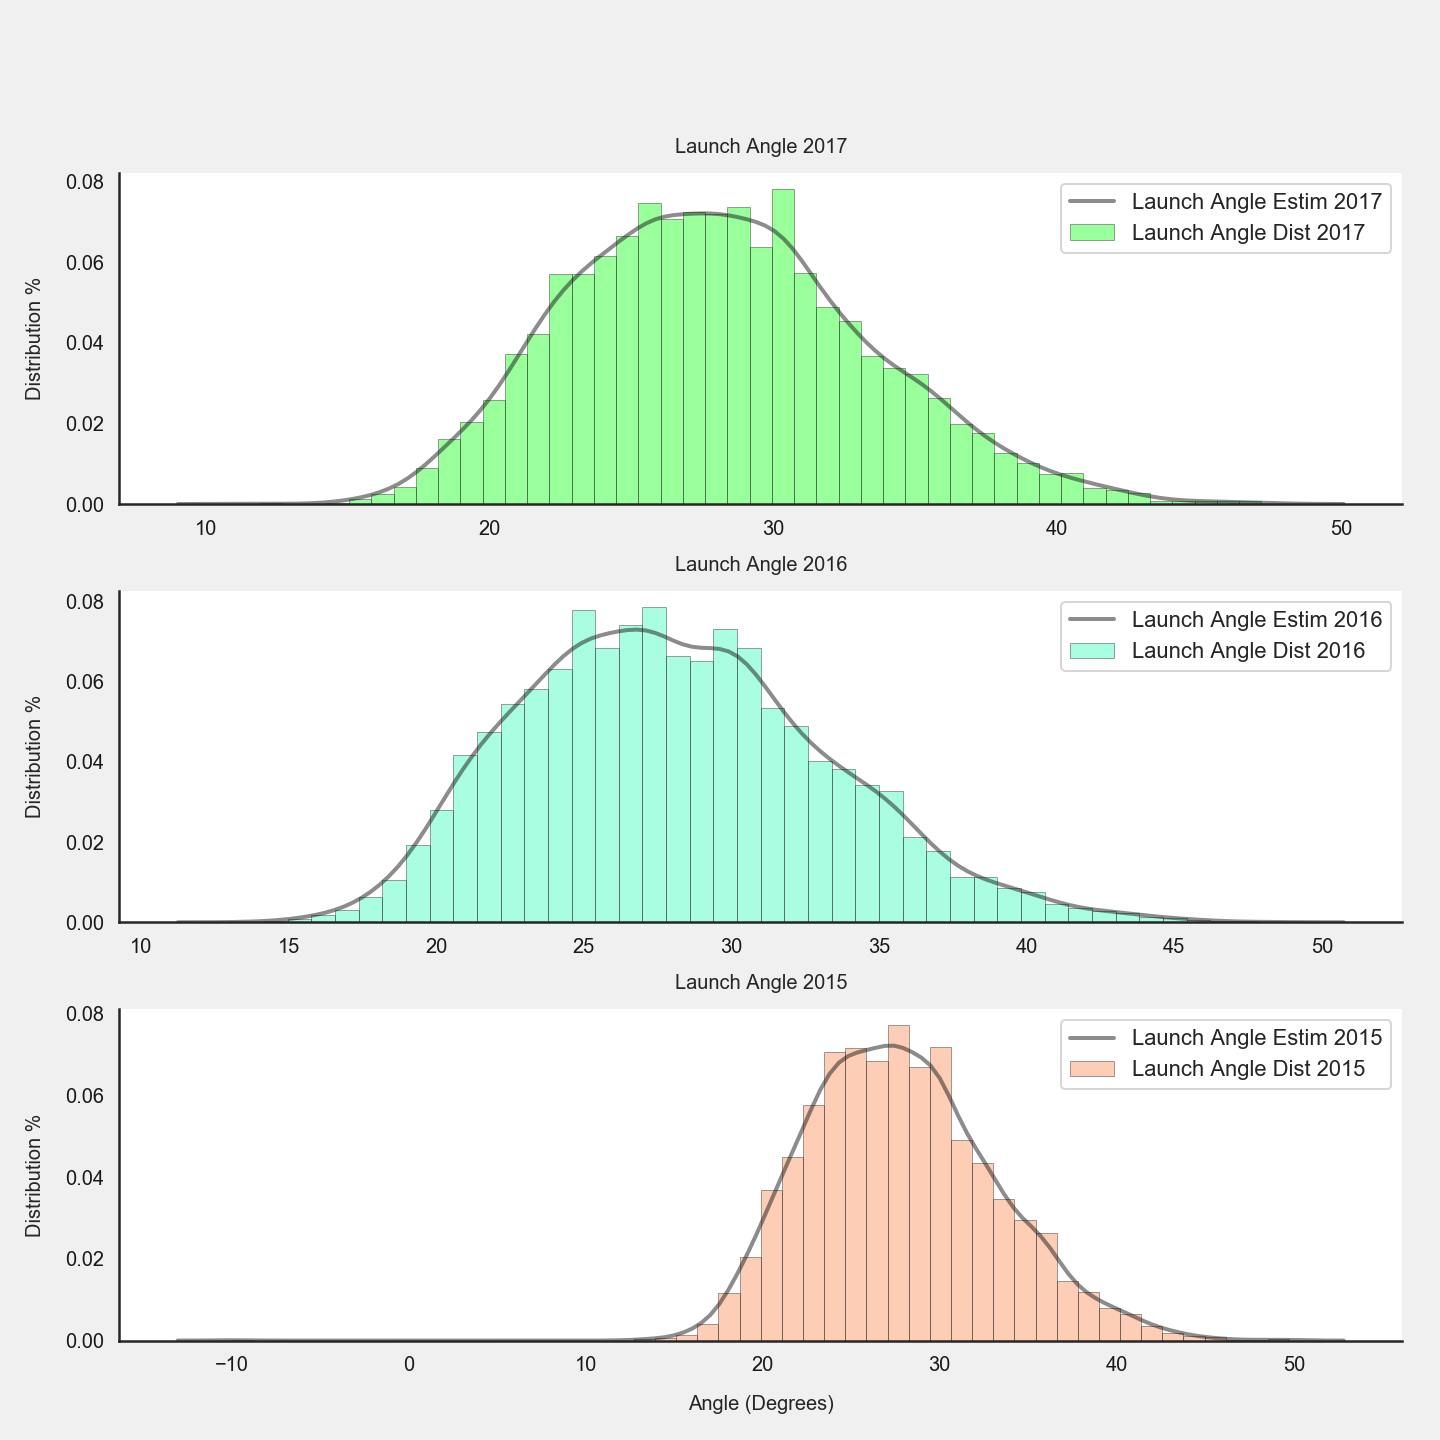 Launch Angle 2017
Launch Angle Estim 2017
Launch Angle Dist 2017
Distribution %
0.08
0.06
0.04
0.02
0.00
10 20 30 40 50
Launch Angle 2016
Launch Angle Estim 2016
Launch Angle Dist 2016
Distribution %
0.08
0.06
0.04
0.02
0.00
10 15 20 25 30 35 40 45 50
Launch Angle 2015
Launch Angle Estim 2015
Launch Angle Dist 2015
Distribution %
0.08
0.06
0.04
0.02
0.00
−10 0 10 20 30 40 50
Angle (Degrees)